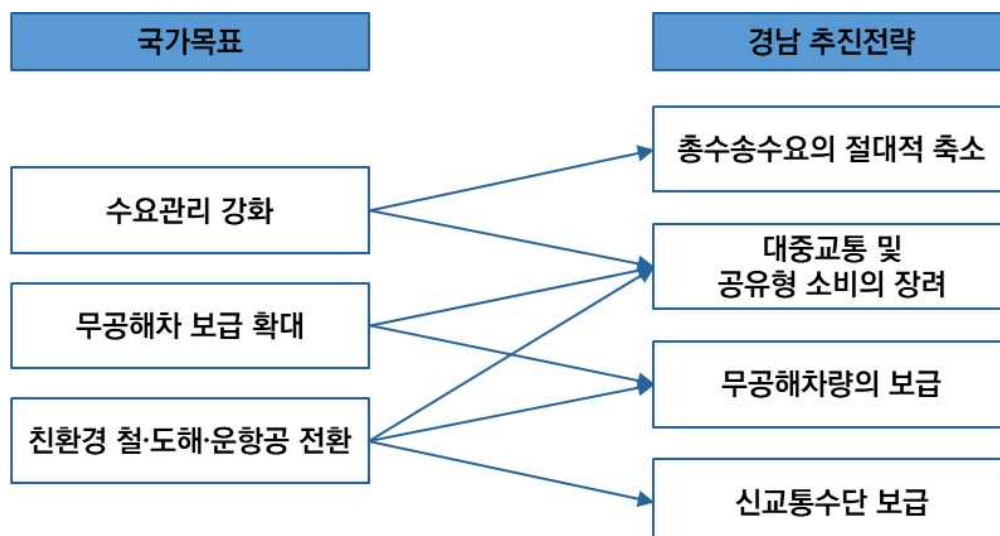 국가목표
수요관리 강화
무공해차 보급 확대
친환경 철·도해·운항공 전환
경남 추진전략
총수송수요의 절대적 축소
대중교통 및
공유형 소비의 장려
무공해차량의 보급
신교통수단 보급